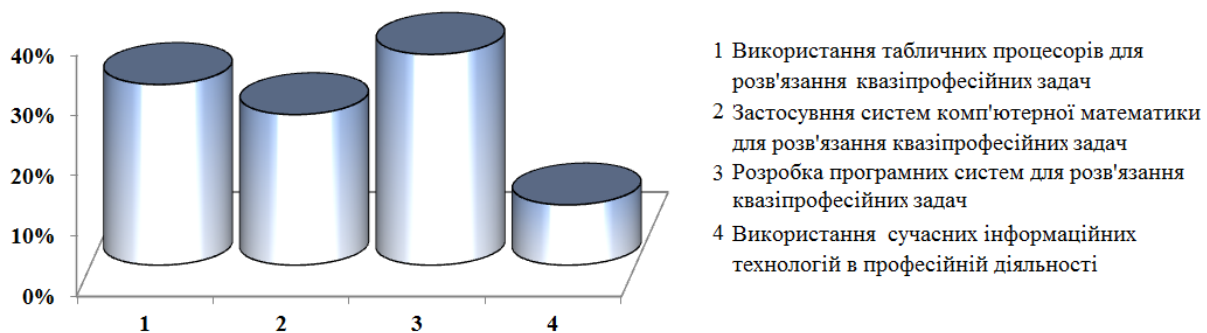 40%
30%
20%
10%
0%
1
2
3
4
1 Використання табличних процесорів для
розв'язання квазіпрофесійних задач
2 Застосувння систем комп'ютерної математики
для розв'язання квазіпрофесійних задач
3 Розробка програмних систем для розв'язання
квазіпрофесійних задач
4 Використання сучасних інформаційних
технологій в професійній діяльності